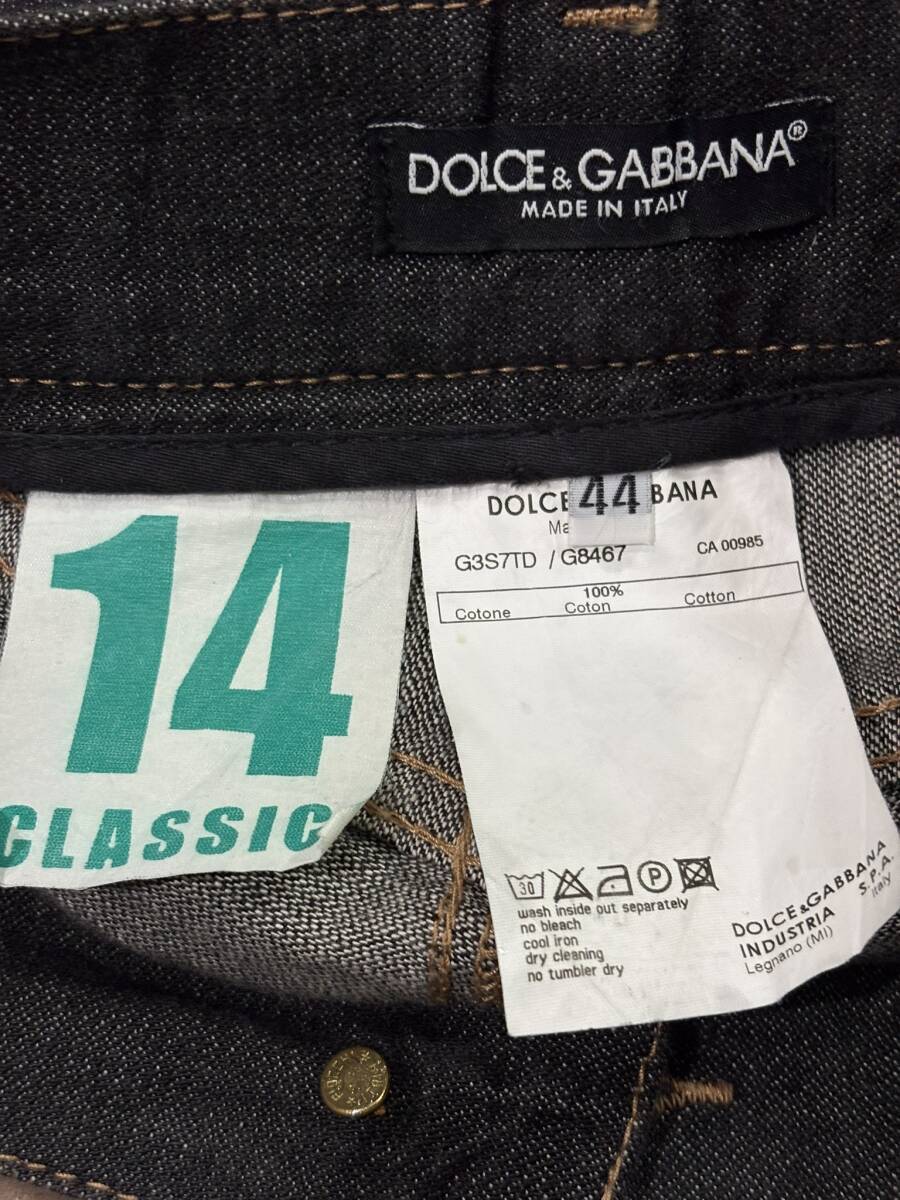 DOLCE & GABBANA®
MADE IN ITALY
14
CLASSIC
44
DOLCE BANA
Ma
G3S7TD / G8467
CA 00985
100%
Cotone Coton Cotton
30 P
wash inside out separately
no bleach
cool iron
dry cleaning
no tumbler dry
DOLCE & GABBANA
INDUSTRIA S.P.A.
Legnano (MI) Italy